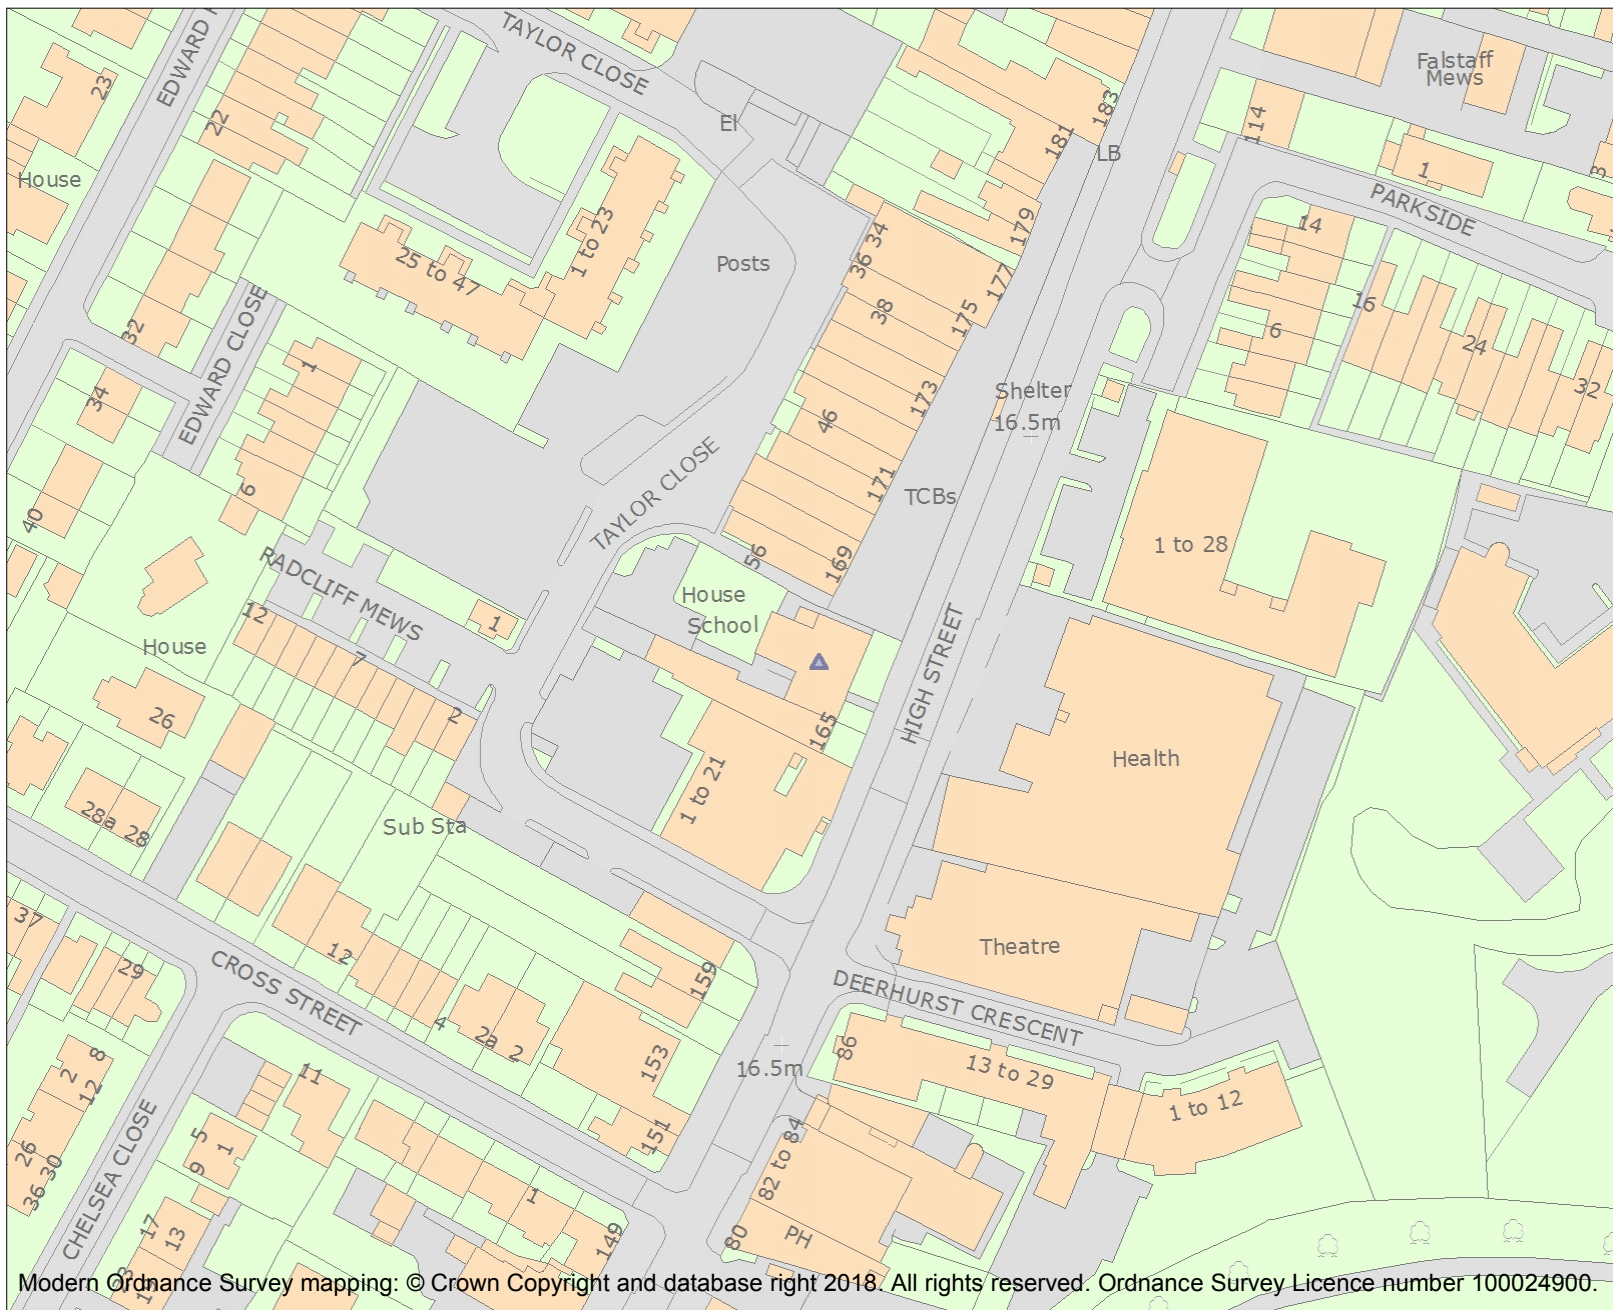 TAYLOR CLOSE
EDWARD
Falstaff
Mews
23
22
El
183
181
LB
114
1
3
House
PARKSIDE
179
14
1 to 23
25 to 47
36 34
Posts
177
175
38
16
6
24
32
32
EDWARD CLOSE
1
34
173
Shelter
16.5m
46
171
TCBs
TAYLOR CLOSE
6
40
169
56
1 to 28
RADCLIFF MEWS
12
7
1
House
School
House
HIGH STREET
26
2
165
Health
1 to 21
28a 28
Sub Sta
37
29
12
CROSS STREET
4
2a 2
159
153
151
Theatre
DEERHURST CRESCENT
86
16.5m
13 to 29
1 to 12
11
2 8
12
26 30
36
CHELSEA CLOSE
5
9 1
17
13
1
149
82 to 84
80
PH
Modern Ordnance Survey mapping: © Crown Copyright and database right 2018. All rights reserved. Ordnance Survey Licence number 100024900.